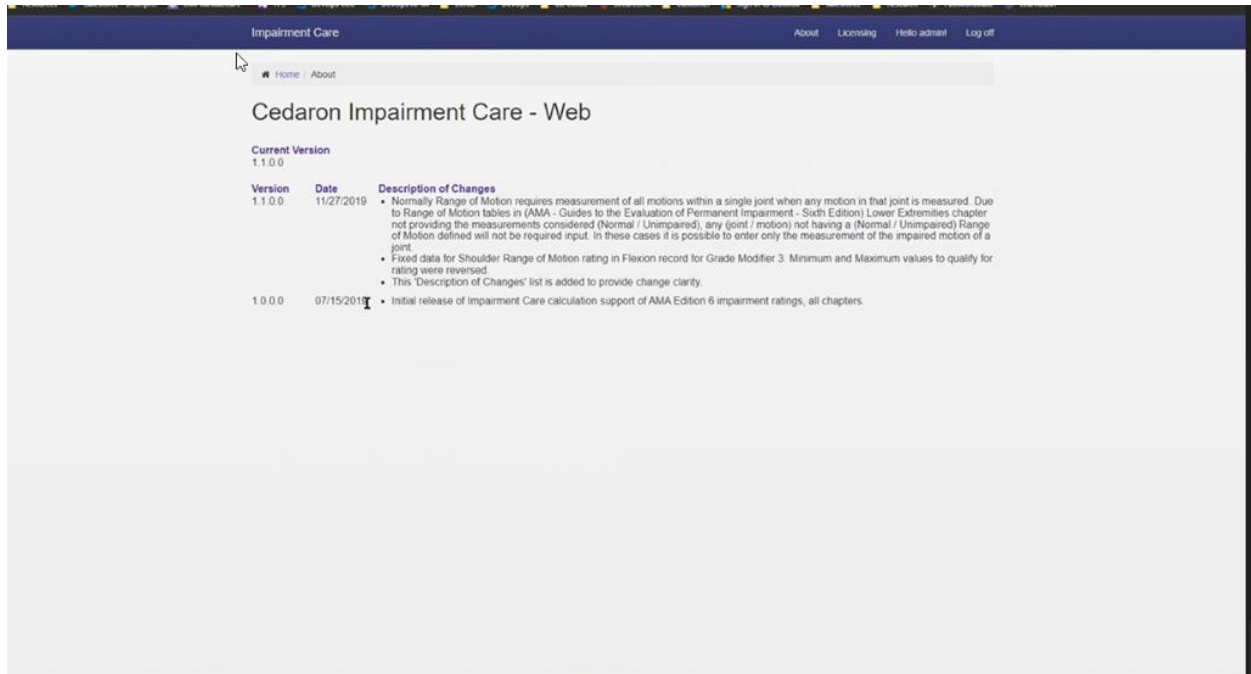 Impairment Care About Licensing Hello admin! Log off
Home / About
Cedaron Impairment Care - Web
Current Version
1.1.0.0
Version Date Description of Changes
1.1.0.0 11/27/2019 • Normally Range of Motion requires measurement of all motions within a single joint when any motion in that joint is measured. Due
to Range of Motion tables in (AMA - Guides to the Evaluation of Permanent Impairment - Sixth Edition) Lower Extremities chapter
not providing the measurements considered (Normal / Unimpaired), any (joint / motion) not having a (Normal / Unimpaired) Range
of Motion defined will not be required input. In these cases it is possible to enter only the measurement of the impaired motion of a
joint.
• Fixed data for Shoulder Range of Motion rating in Flexion record for Grade Modifier 3. Minimum and Maximum values to qualify for
rating were reversed.
• This 'Description of Changes' list is added to provide change clarity.
1.0.0.0 07/15/2019 • Initial release of Impairment Care calculation support of AMA Edition 6 impairment ratings, all chapters.